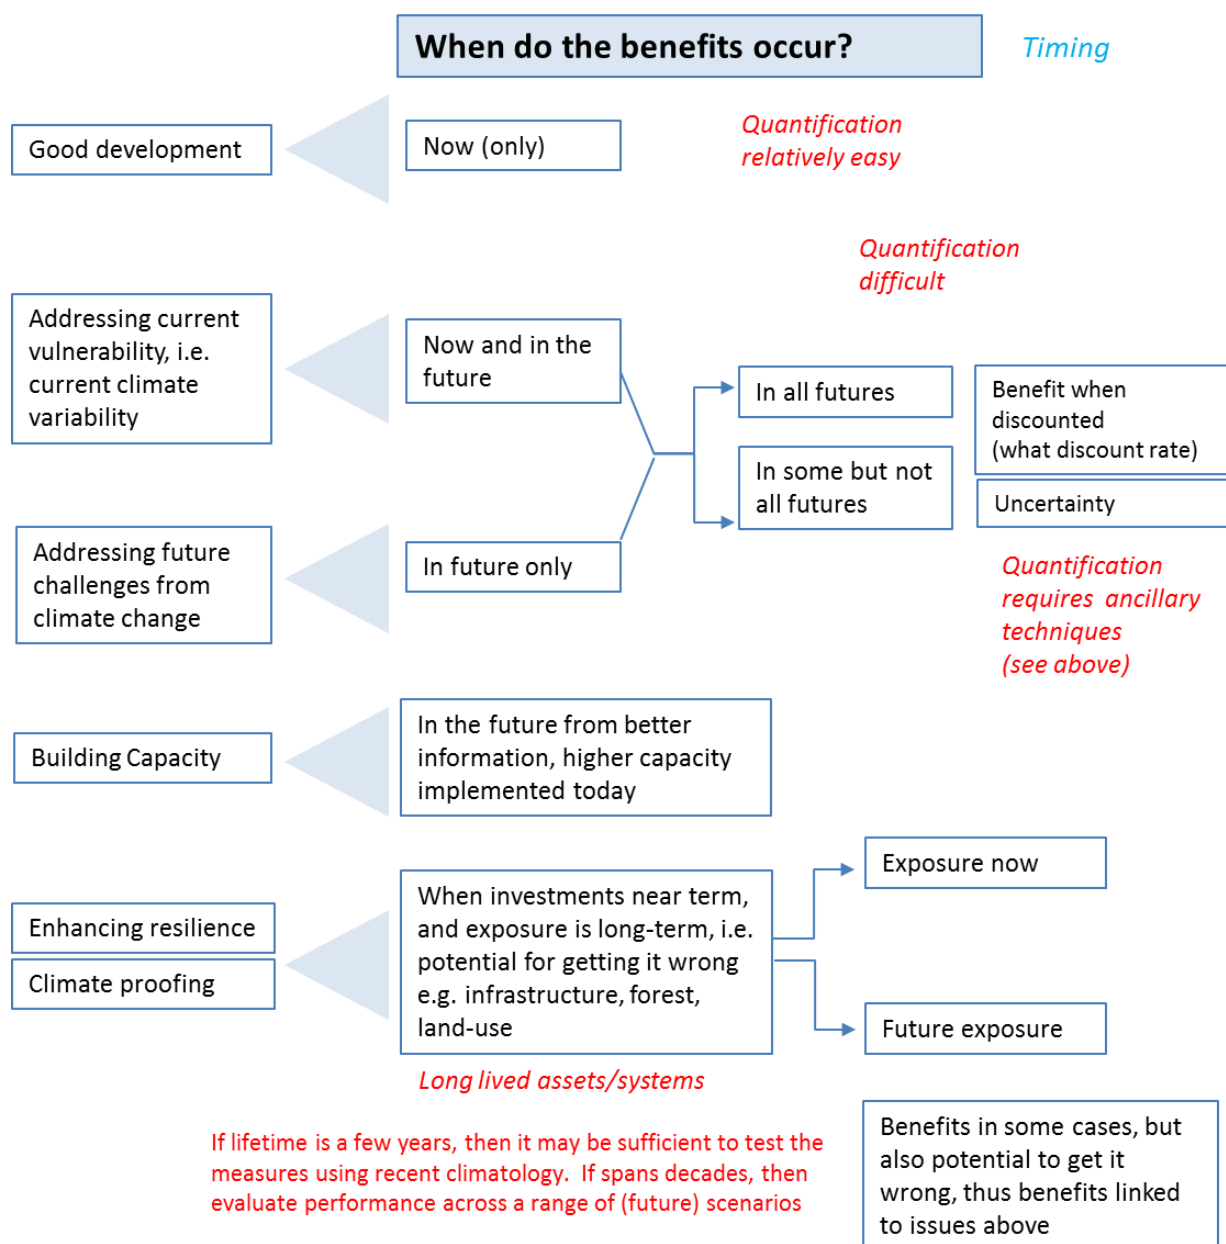 When do the benefits occur?
Timing
Good development
Now (only)
Quantification
relatively easy
Quantification
difficult
Addressing current
vulnerability, i.e.
current climate
variability
Now and in the
future
In all futures
Benefit when
discounted
(what discount rate)
In some but not
all futures
Uncertainty
Addressing future
challenges from
climate change
In future only
Quantification
requires ancillary
techniques
(see above)
Building Capacity
In the future from better
information, higher capacity
implemented today
Enhancing resilience
Climate proofing
When investments near term,
and exposure is long-term, i.e.
potential for getting it wrong
e.g. infrastructure, forest,
land-use
Exposure now
Future exposure
Long lived assets/systems
If lifetime is a few years, then it may be sufficient to test the
measures using recent climatology.  If spans decades, then
evaluate performance across a range of (future) scenarios
Benefits in some cases, but
also potential to get it
wrong, thus benefits linked
to issues above